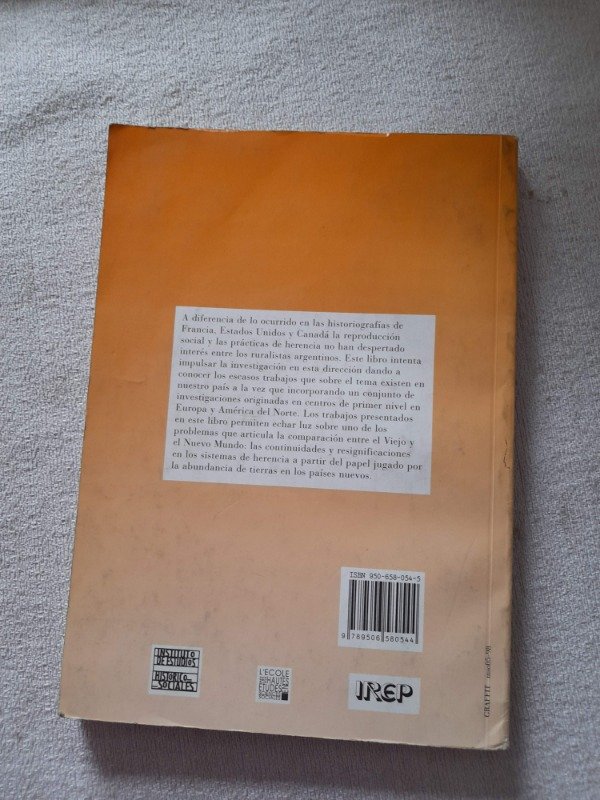 A diferencia de lo ocurrido en las historiografías de
Francia, Estados Unidos y Canadá la reproducción
social y las prácticas de herencia no han despertado
interés entre los ruralistas argentinos. Este libro intenta
impulsar la investigación en esta dirección dando a
conocer los escasos trabajos que sobre el tema existen en
nuestro país a la vez que incorporando un conjunto de
investigaciones originadas en centros de primer nivel en
Europa y América del Norte. Los trabajos presentados
en este libro permiten echar luz sobre uno de los
problemas que articula la comparación entre el Viejo y
el Nuevo Mundo: las continuidades y resignificaciones
en los sistemas de herencia a partir del papel jugado por
la abundancia de tierras en los países nuevos.
ISBN 950-658-054-5
9 789506 580544
INSTITUTO
DE ESTUDIOS
HISTORICO
SOCIALES
L'ECOLE
HAUTES
ETUDES
IREP
GRAFFIT